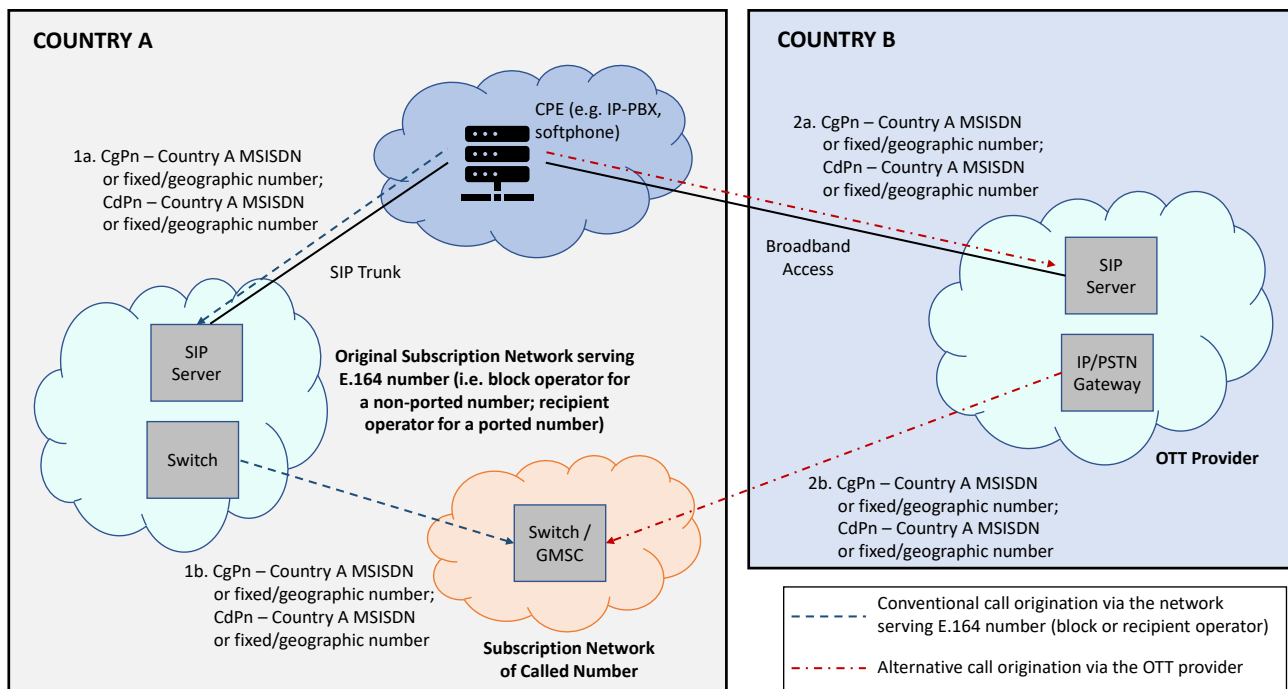 COUNTRY A
CPE (e.g. IP-PBX,
softphone)
1a. CgPn – Country A MSISDN
or fixed/geographic number;
CdPn – Country A MSISDN
or fixed/geographic number
SIP Trunk
SIP
Server
Switch
Original Subscription Network serving
E.164 number (i.e. block operator for
a non-ported number; recipient
operator for a ported number)
Switch /
GMSC
1b. CgPn – Country A MSISDN
or fixed/geographic number;
CdPn – Country A MSISDN
or fixed/geographic number
Subscription Network
of Called Number
COUNTRY B
2a. CgPn – Country A MSISDN
or fixed/geographic number;
CdPn – Country A MSISDN
or fixed/geographic number
Broadband
Access
SIP
Server
IP/PSTN
Gateway
OTT Provider
2b. CgPn – Country A MSISDN
or fixed/geographic number;
CdPn – Country A MSISDN
or fixed/geographic number
Conventional call origination via the network
serving E.164 number (block or recipient operator)
Alternative call origination via the OTT provider